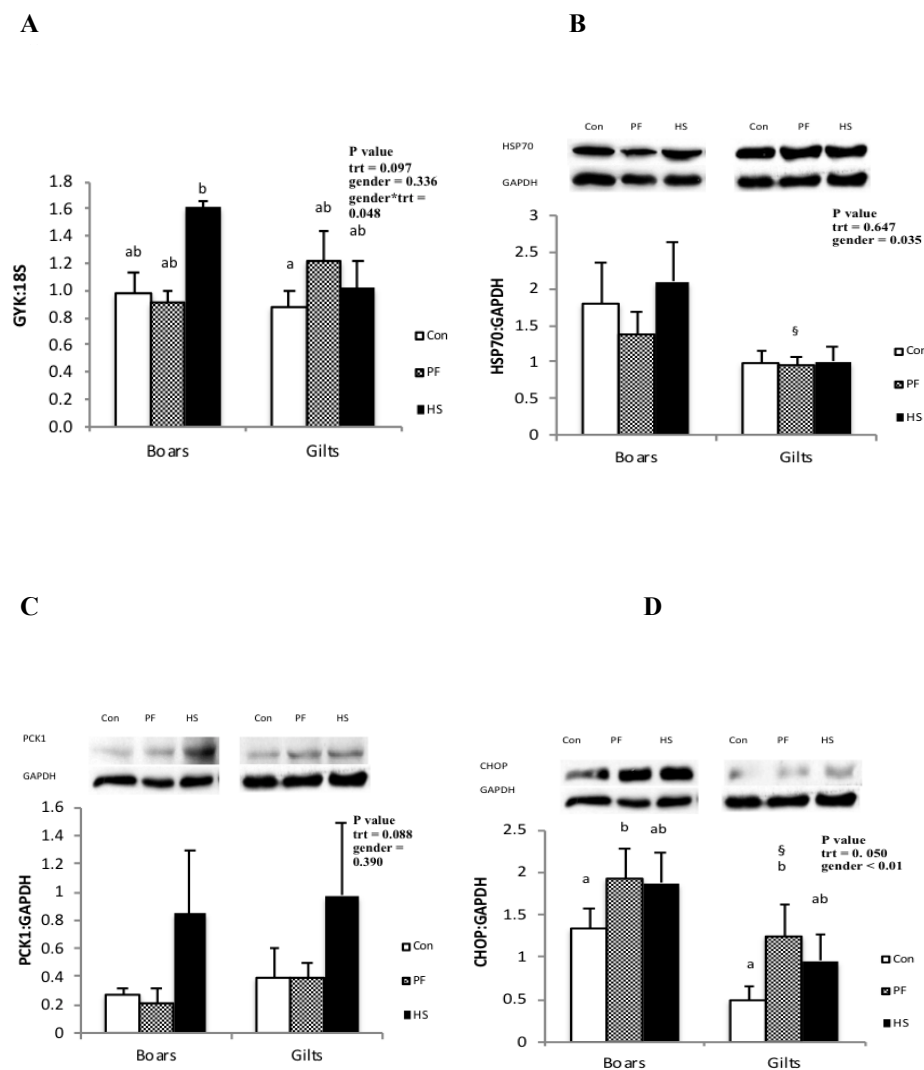 A
P value
trt = 0.097
gender = 0.336
gender*trt =
0.048
GYK:18S
1.8
1.6
1.4
1.2
1.0
0.8
0.6
0.4
0.2
0.0
ab
ab
b
a
ab
ab
Boars
Gilts
Con
PF
HS
B
Con
PF
HS
Con
PF
HS
HSP70
GAPDH
P value
trt = 0.647
gender = 0.035
HSP70:GAPDH
3
2.5
2
1.5
1
0.5
0
§
Boars
Gilts
Con
PF
HS
C
Con
PF
HS
Con
PF
HS
PCK1
GAPDH
P value
trt = 0.088
gender =
0.390
PCK1:GAPDH
1.6
1.4
1.2
1
0.8
0.6
0.4
0.2
0
Boars
Gilts
Con
PF
HS
D
Con
PF
HS
Con
PF
HS
CHOP
GAPDH
P value
trt = 0. 050
gender < 0.01
CHOP:GAPDH
2.5
2
1.5
1
0.5
0
a
b
ab
a
§
b
ab
Boars
Gilts
Con
PF
HS